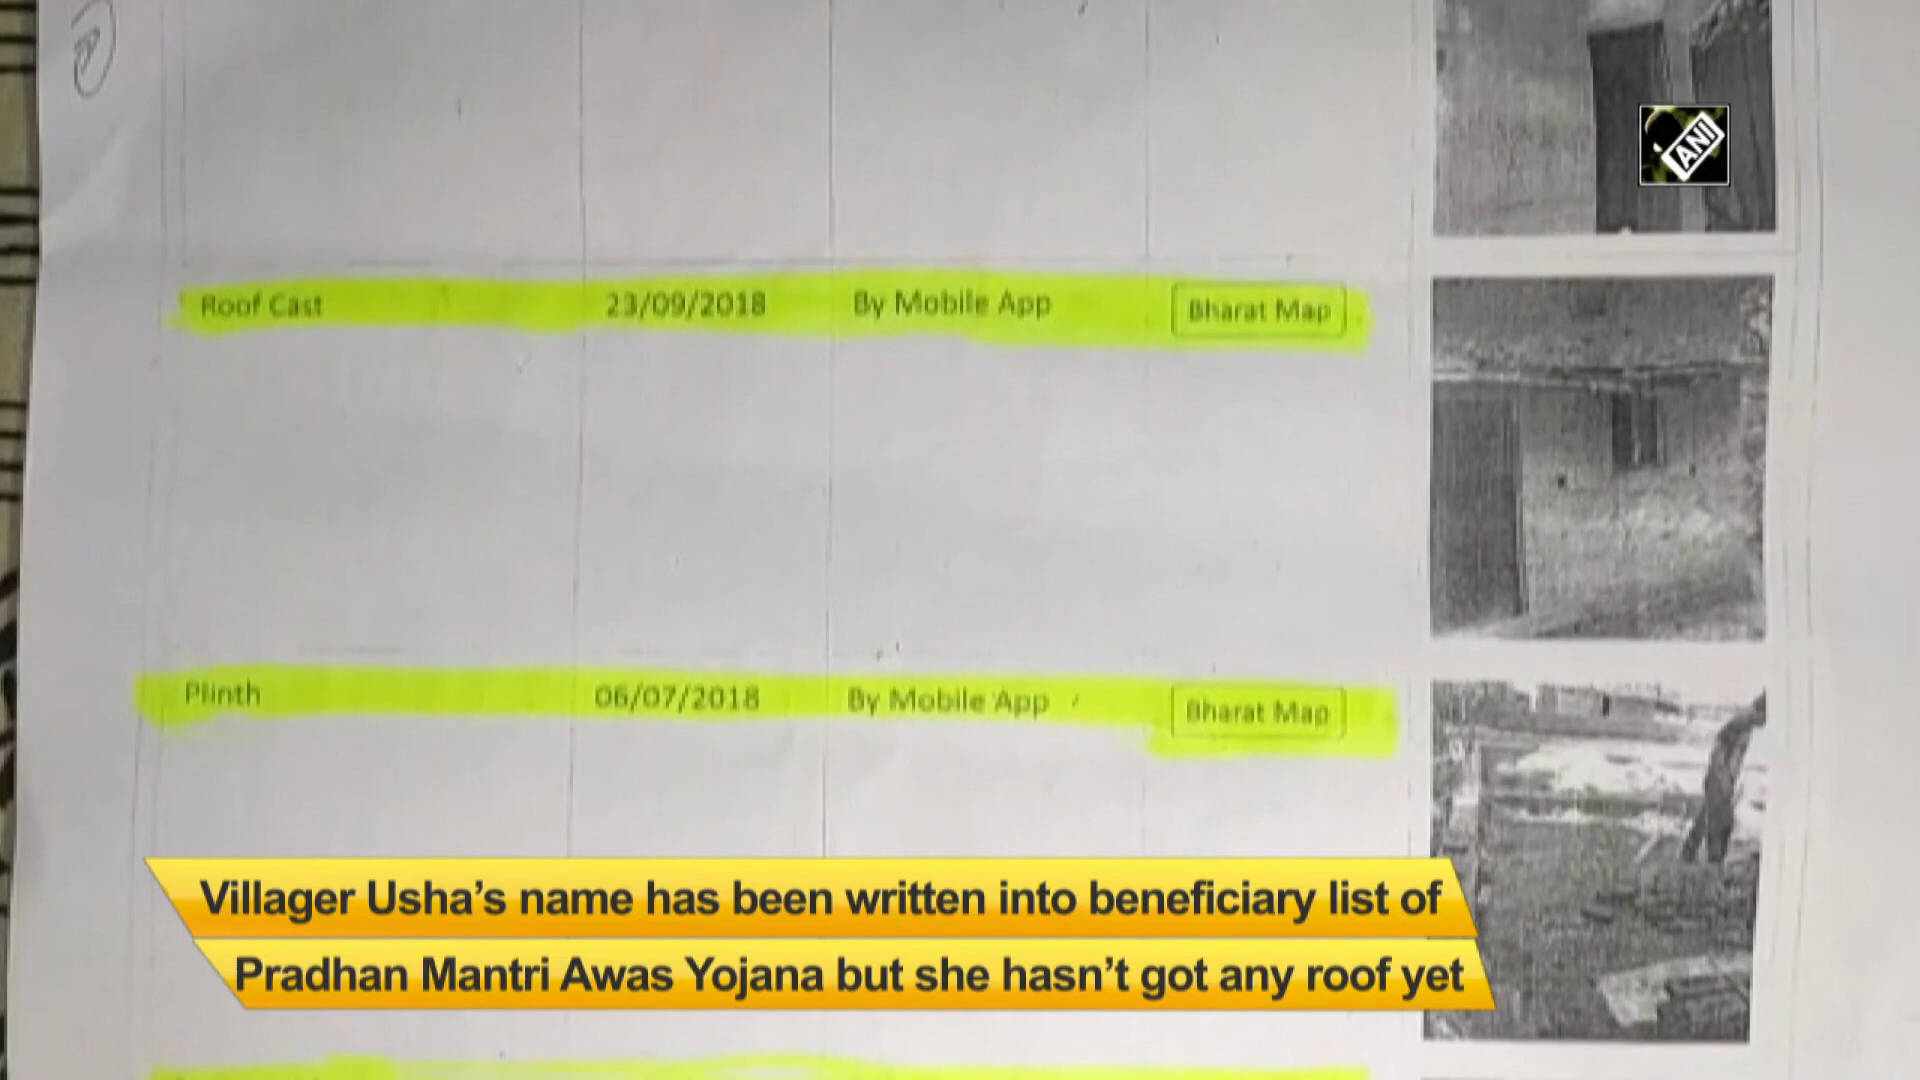 ANI
Roof Cast 23/09/2018 By Mobile App Bharat Map
Plinth 06/07/2018 By Mobile App Bharat Map
Villager Usha’s name has been written into beneficiary list of
Pradhan Mantri Awas Yojana but she hasn’t got any roof yet